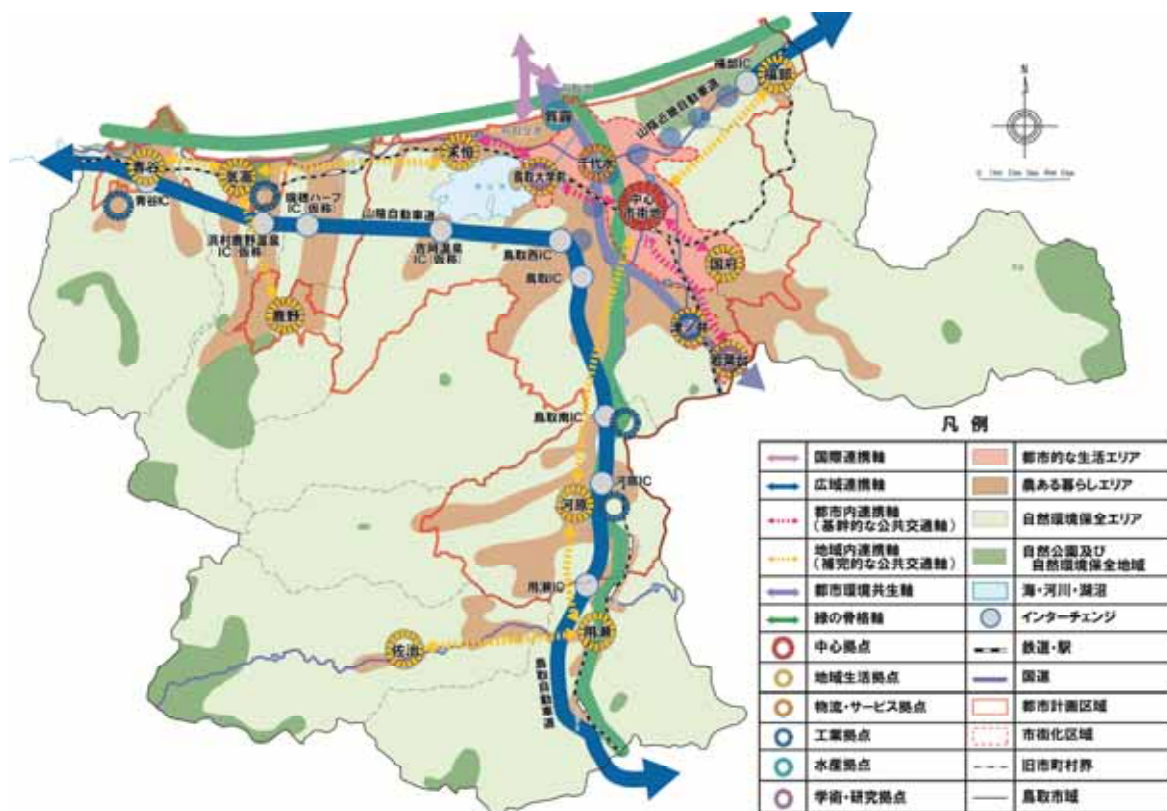 福部IC
福部
山陰近畿自動車道
N
賀露
末恒
千代水
青谷
気高
鳥取大学前
中心
市街地
青谷IC
瑞穂ハーフ
IC(仮称)
山陰自動車道
浜村鹿野温泉
IC(仮称)
吉岡温泉
IC(仮称)
鳥取西IC
鳥取IC
国府
鹿野
津ノ井
若葉台
鳥取南IC
河原IC
河原
用瀬IC
用瀬
佐治
鳥取自動車道
凡 例
国際連携軸
都市的な生活エリア
広域連携軸
農ある暮らしエリア
都市内連携軸
(基幹的な公共交通軸)
自然環境保全エリア
地域内連携軸
(補完的な公共交通軸)
自然公園及び
自然環境保全地域
都市環境共生軸
海・河川・湖沼
緑の骨格軸
インターチェンジ
中心拠点
鉄道・駅
地域生活拠点
国道
物流・サービス拠点
都市計画区域
工業拠点
市街化区域
水産拠点
旧市町村界
学術・研究拠点
鳥取市域